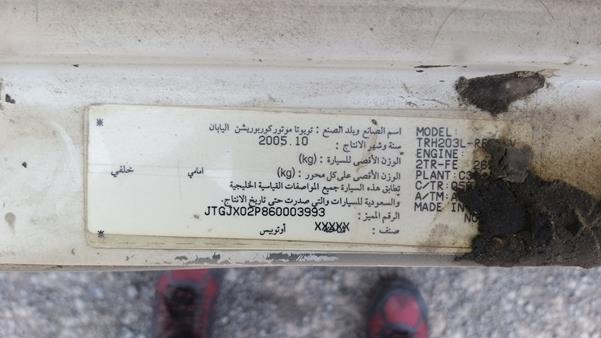 اسم الصانع وبلد الصنع : تويوتا موتور كوربوريشن اليابان
سنة وشهر الانتاج : 2005.10
الوزن الأقصى للسيارة : (kg)
الوزن الأقصى على كل محور : (kg) امامي خلفي
تطابق هذه السيارة جميع المواصفات القياسية الخليجية
والسعودية للسيارات والتي صدرت حتى تاريخ الانتاج.
الرقم المميز : JTGJX02P860003993
صنف : XXXXX أوتوبيس
MODEL:
TRH203L-
ENGINE:
2TR-FE
PLANT:
C/TR:
A/TM:
MADE IN